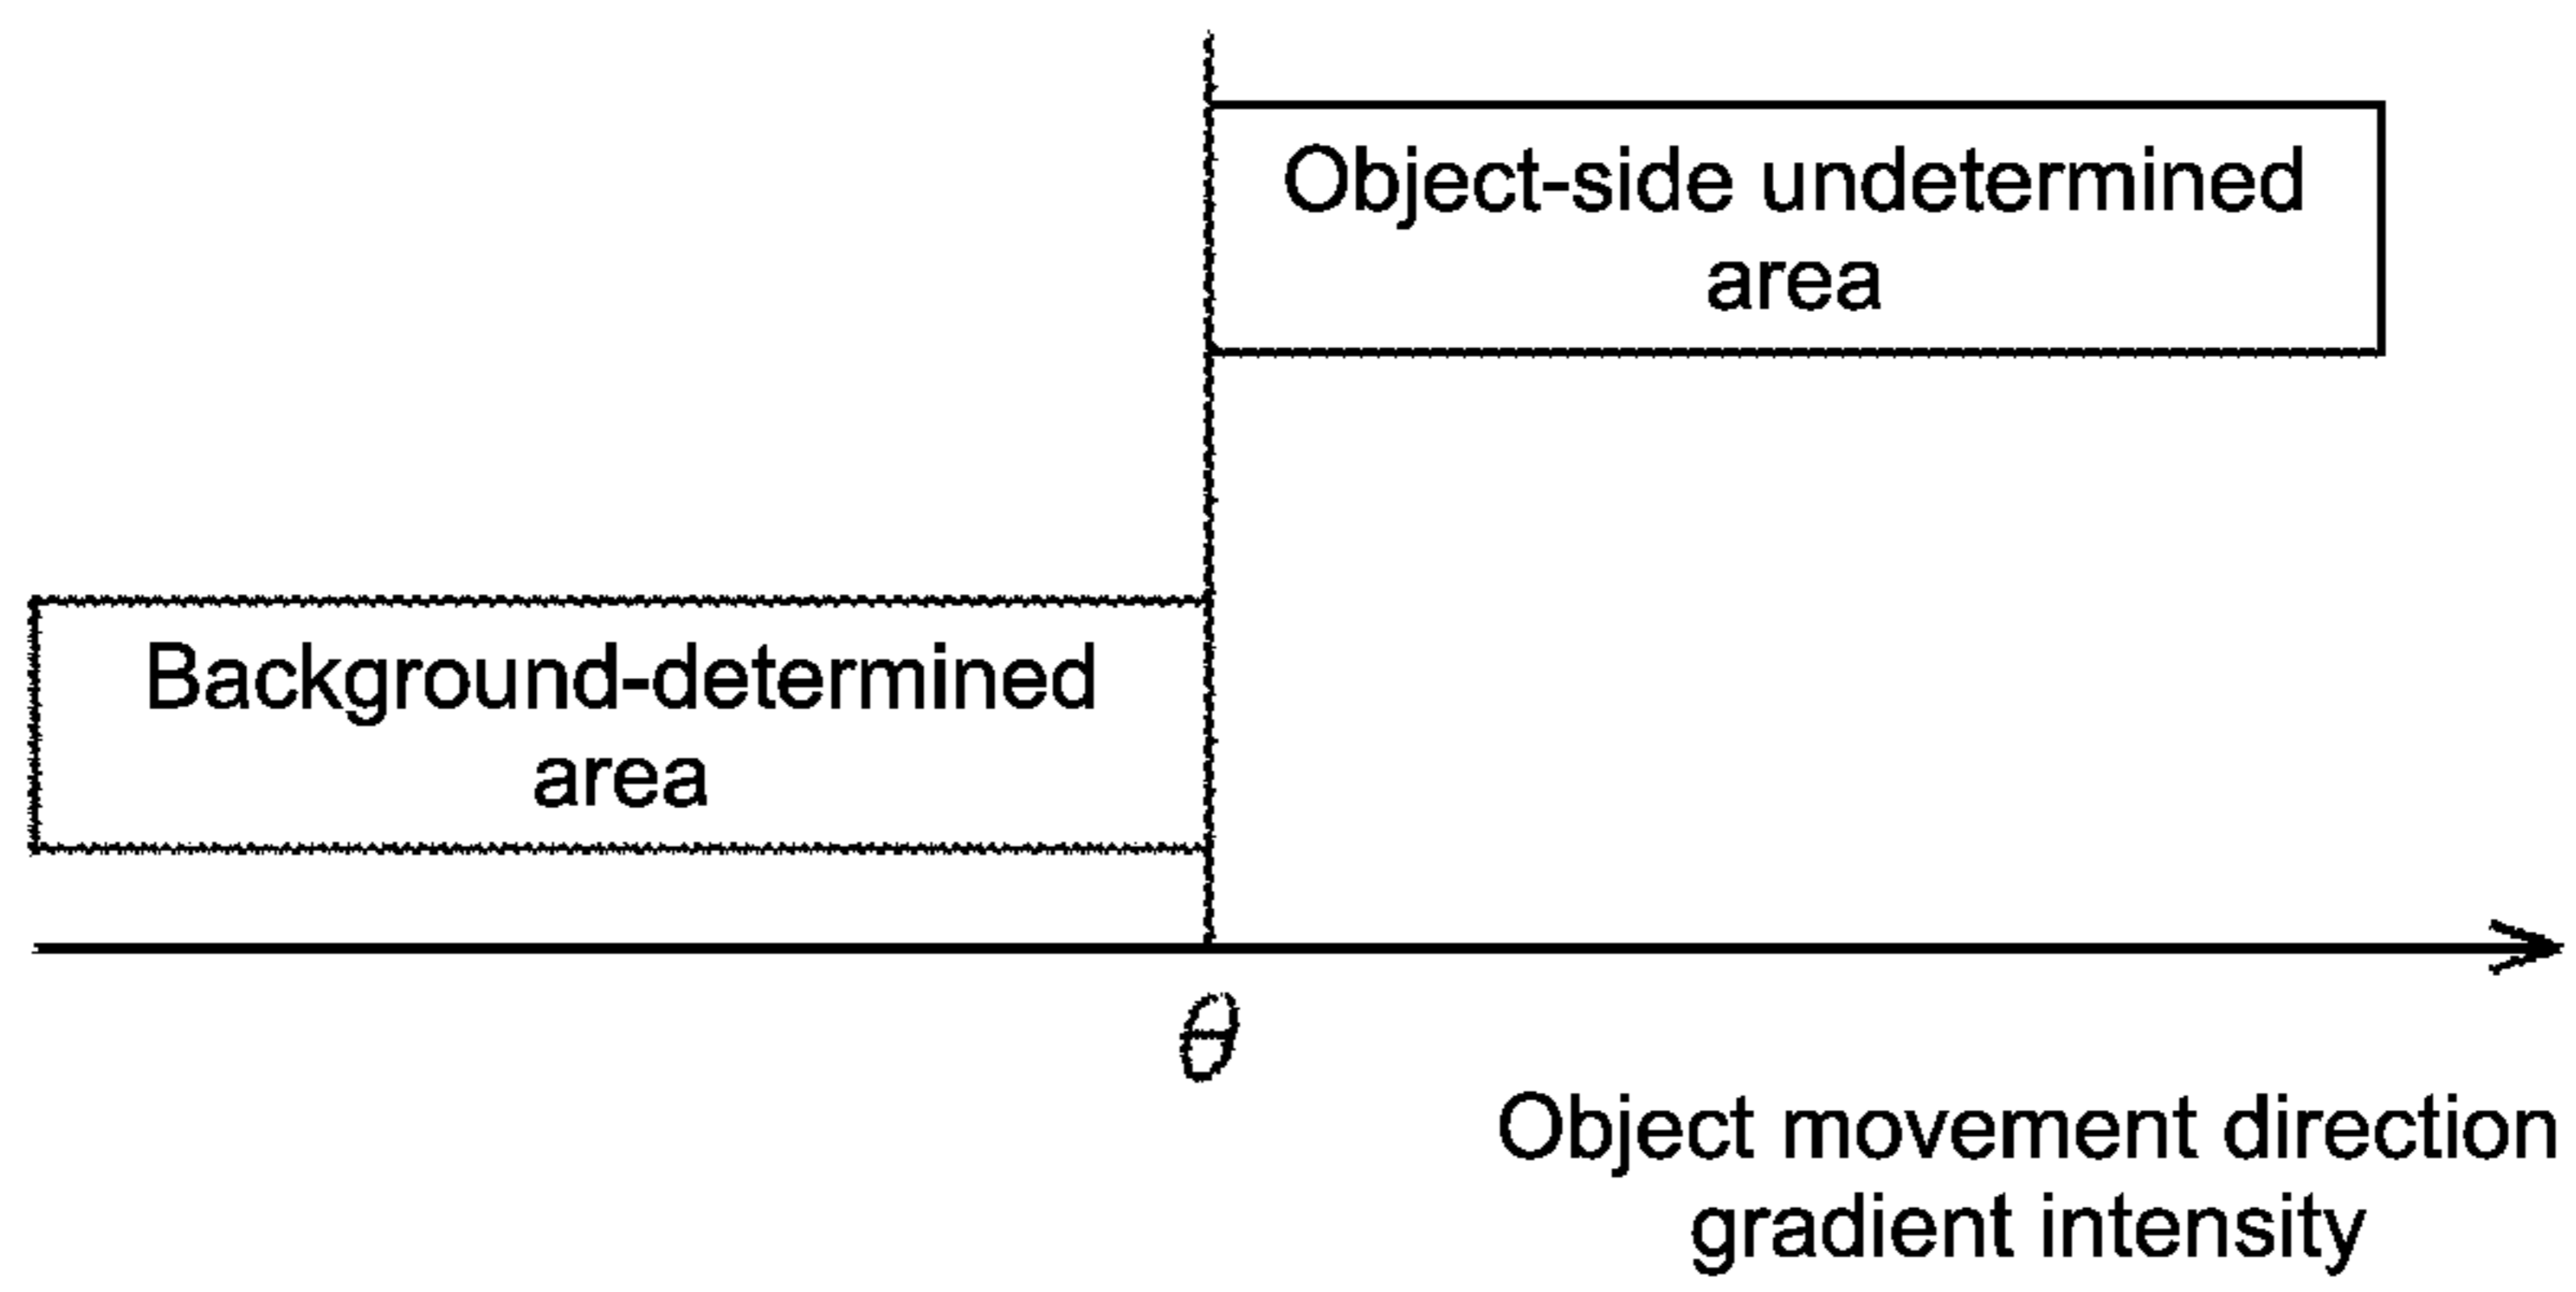 Object-side undetermined
area
Background-determined
area
θ
Object movement direction
gradient intensity